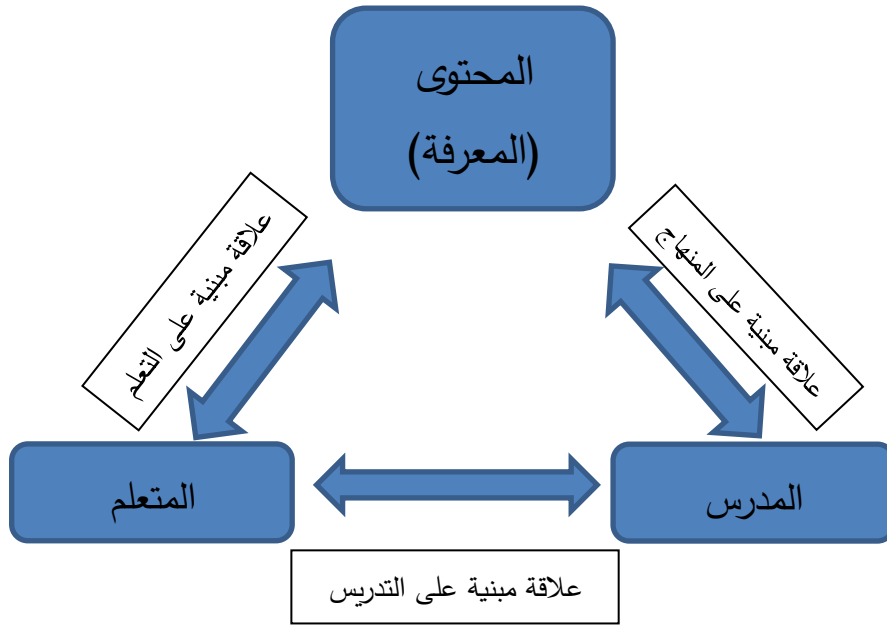 المحتوى
(المعرفة)
علاقة مبنية على المنهاج
علاقة مبنية على التعلم
المدرس
المتعلم
علاقة مبنية على التدريس